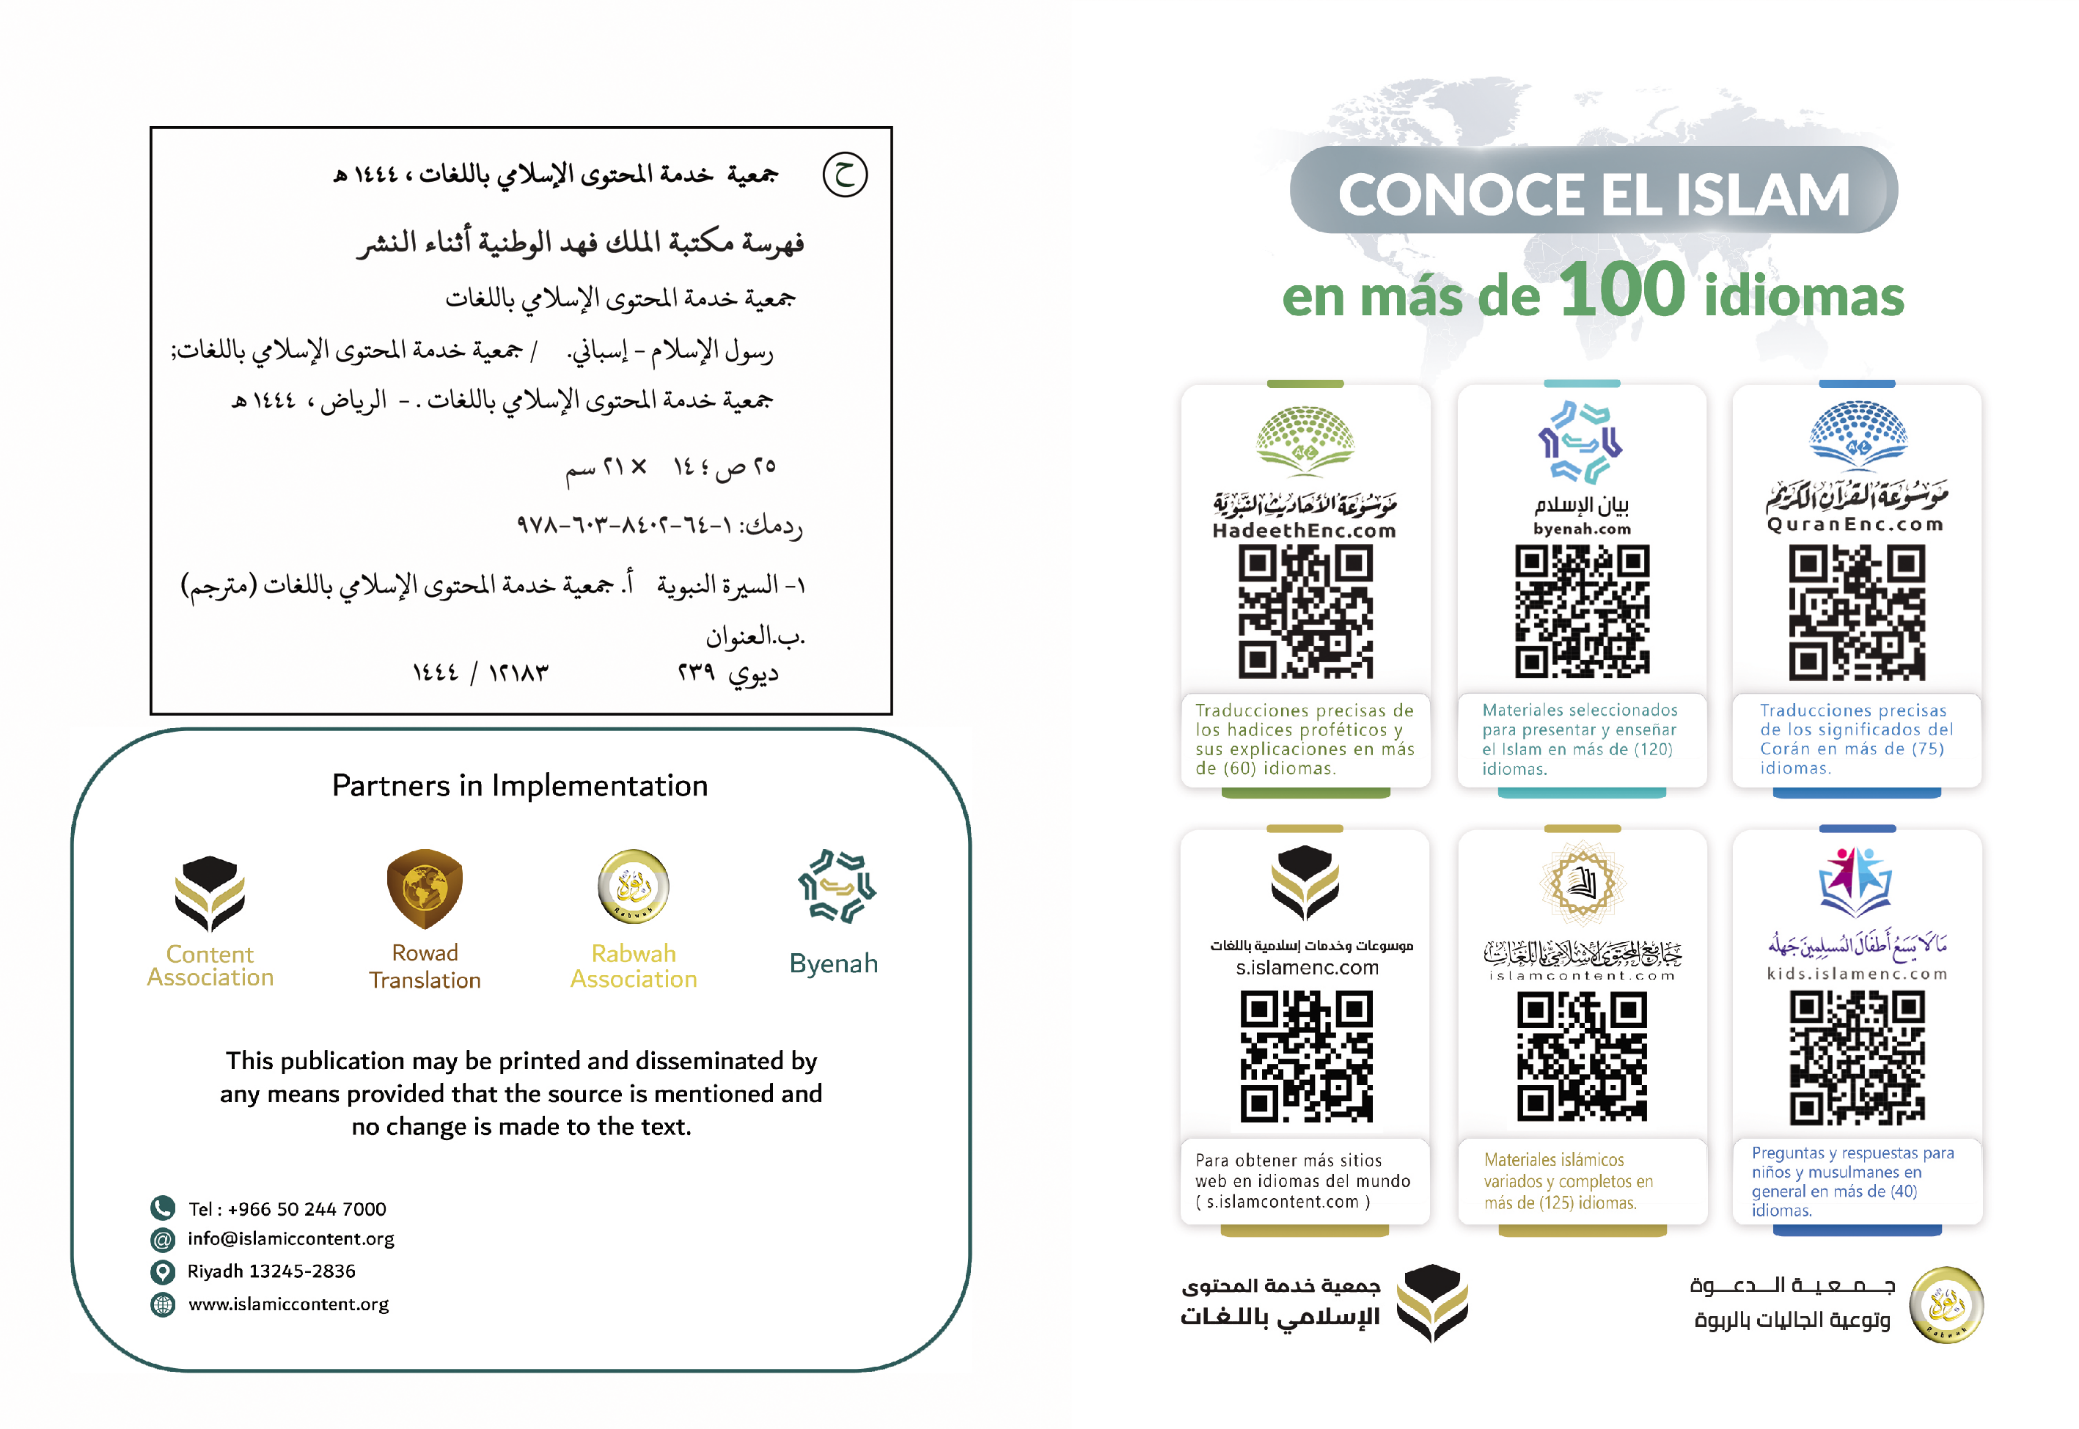 ح
جمعية خدمة المحتوى الإسلامي باللغات ، ١٤٤٤ هـ
فهرسة مكتبة الملك فهد الوطنية أثناء النشر
جمعية خدمة المحتوى الإسلامي باللغات
رسول الإسلام - إسباني. / جمعية خدمة المحتوى الإسلامي باللغات؛
جمعية خدمة المحتوى الإسلامي باللغات . - الرياض ، ١٤٤٤ هـ
٢٥ ص ؛ ١٤ × ٢١ سم
ردمك: ١-٦٤-٨٤٠٢-٦٠٣-٩٧٨
١- السيرة النبوية أ. جمعية خدمة المحتوى الإسلامي باللغات (مترجم)
.ب.العنوان
ديوي ٢٣٩ ١٢١٨٣ / ١٤٤٤
Partners in Implementation
Content
Association
Rowad
Translation
Rabwah
Association
Byenah
This publication may be printed and disseminated by
any means provided that the source is mentioned and
no change is made to the text.
Tel : +966 50 244 7000
info@islamiccontent.org
Riyadh 13245-2836
www.islamiccontent.org
CONOCE EL ISLAM
en más de 100 idiomas
موسوعة الأحاديث النبوية
HadeethEnc.com
Traducciones precisas de
los hadices proféticos y
sus explicaciones en más
de (60) idiomas.
بيان الإسلام
byenah.com
Materiales seleccionados
para presentar y enseñar
el Islam en más de (120)
idiomas.
موسوعة القرآن الكريم
QuranEnc.com
Traducciones precisas
de los significados del
Corán en más de (75)
idiomas.
موسوعات وخدمات إسلامية باللغات
s.islamenc.com
Para obtener más sitios
web en idiomas del mundo
( s.islamcontent.com )
جامع المحتوى الإسلامي باللغات
islamcontent.com
Materiales islámicos
variados y completos en
más de (125) idiomas.
مَا لَا يَسَعُ أَطْفَالَ المُسلِمِينَ جَهلُه
kids.islamenc.com
Preguntas y respuestas para
niños y musulmanes en
general en más de (40)
idiomas.
جمعية خدمة المحتوى
الإسلامي باللغات
جـمـعـيـة الـــدعـــوة
وتوعية الجاليات بالربوة
Rabwah